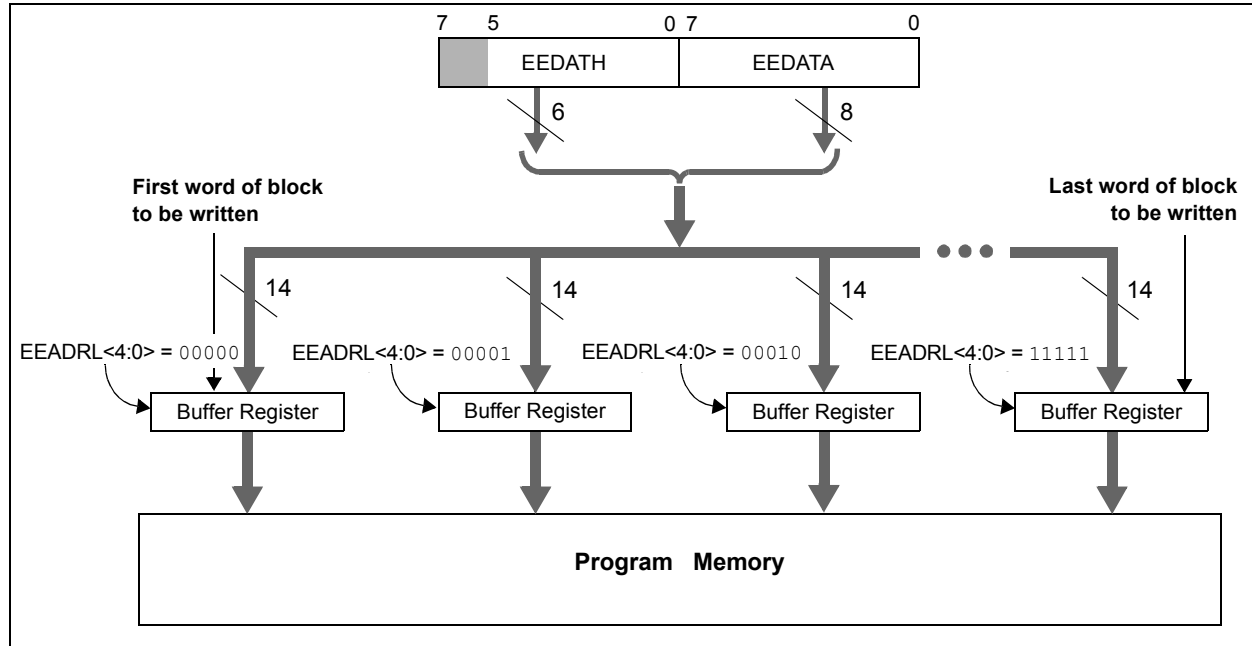 7 5 0 7 0
EEDATH EEDATA
6 8
First word of block
to be written
Last word of block
to be written
14 14 14 14
EEADRL<4:0> = 00000 EEADRL<4:0> = 00001 EEADRL<4:0> = 00010 EEADRL<4:0> = 11111
Buffer Register Buffer Register Buffer Register Buffer Register
Program Memory